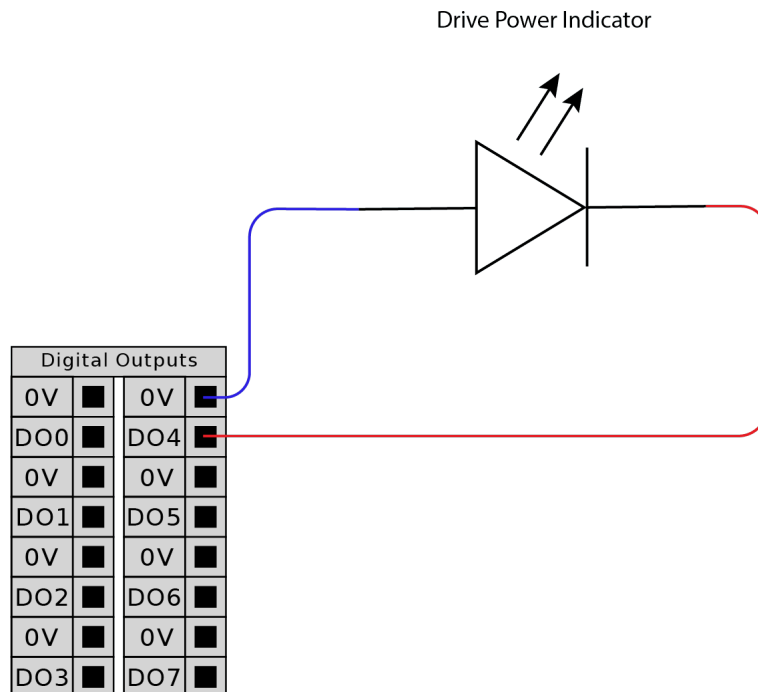 Drive Power Indicator
Digital Outputs
0V 0V
DO0 DO4
0V 0V
DO1 DO5
0V 0V
DO2 DO6
0V 0V
DO3 DO7